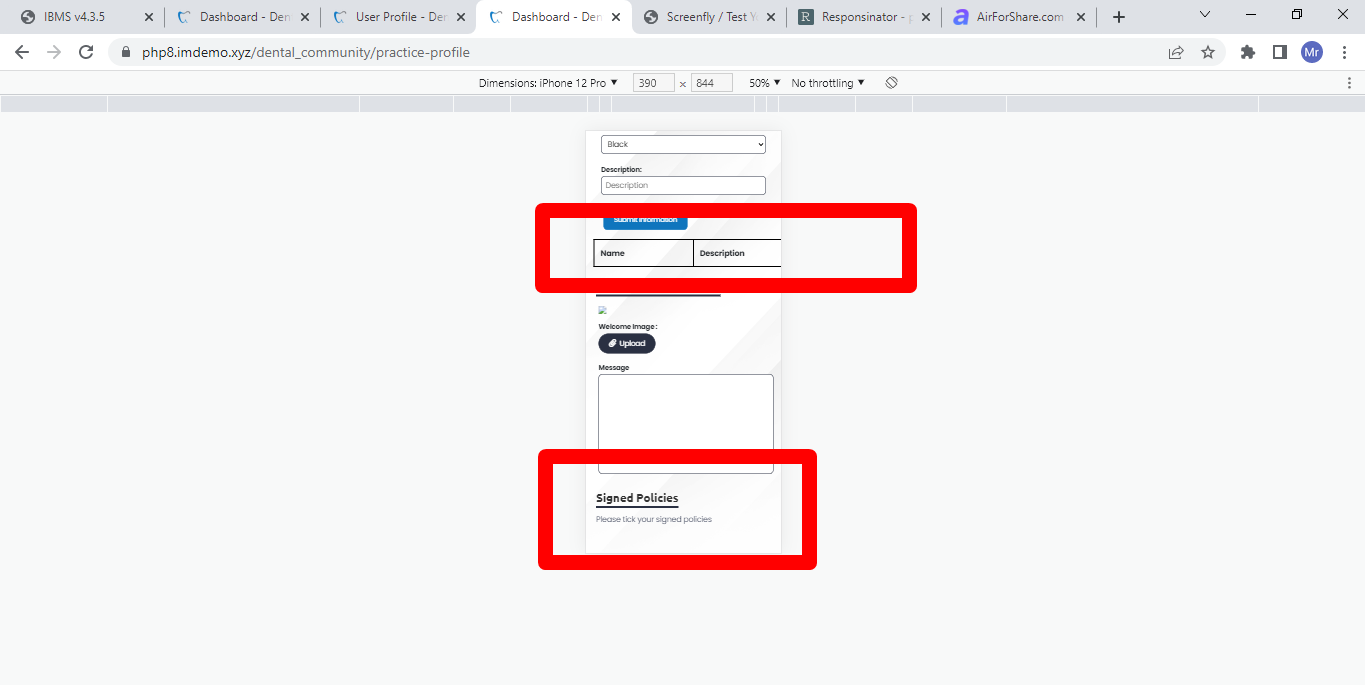 IBMS v4.3.5
Dashboard - Den
User Profile - Den
Dashboard - Den
Screenfly / Test Y
Responsinator - p
AirForShare.com
php8.imdemo.xyz/dental_community/practice-profile
Mr
Dimensions: iPhone 12 Pro ▼ 390 × 844 50% ▼ No throttling ▼
Black
Description:
Description
Submit Information
Name Description
Welcome Image :
Upload
Message
Signed Policies
Please tick your signed policies